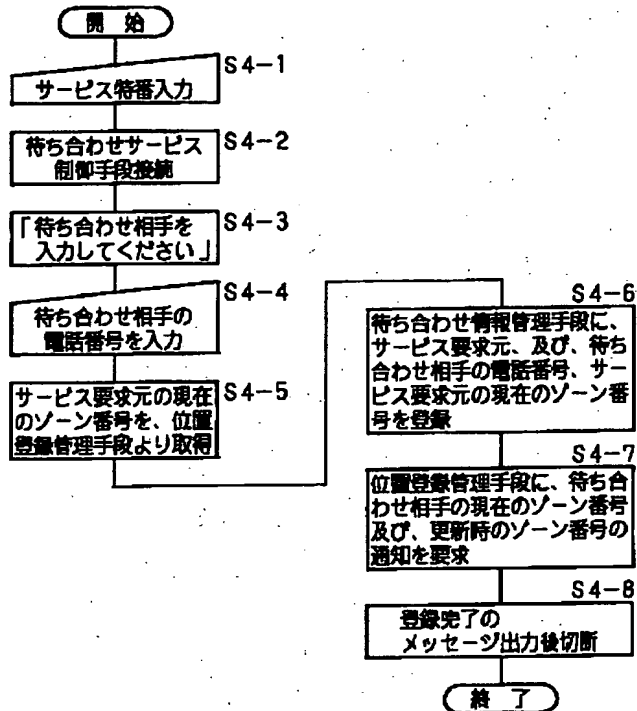 開 始
S4-1
サービス特番入力
S4-2
待ち合わせサービス
制御手段接続
S4-3
「待ち合わせ相手を
入力してください」
S4-4
待ち合わせ相手の
電話番号を入力
S4-5
サービス要求元の現在
のゾーン番号を、位置
登録管理手段より取得
S4-6
待ち合わせ情報管理手段に、
サービス要求元、及び、待ち
合わせ相手の電話番号、サー
ビス要求元の現在のゾーン番
号を登録
S4-7
位置登録管理手段に、待ち合
わせ相手の現在のゾーン番号
及び、更新時のゾーン番号の
通知を要求
S4-8
登録完了の
メッセージ出力後切断
終 了